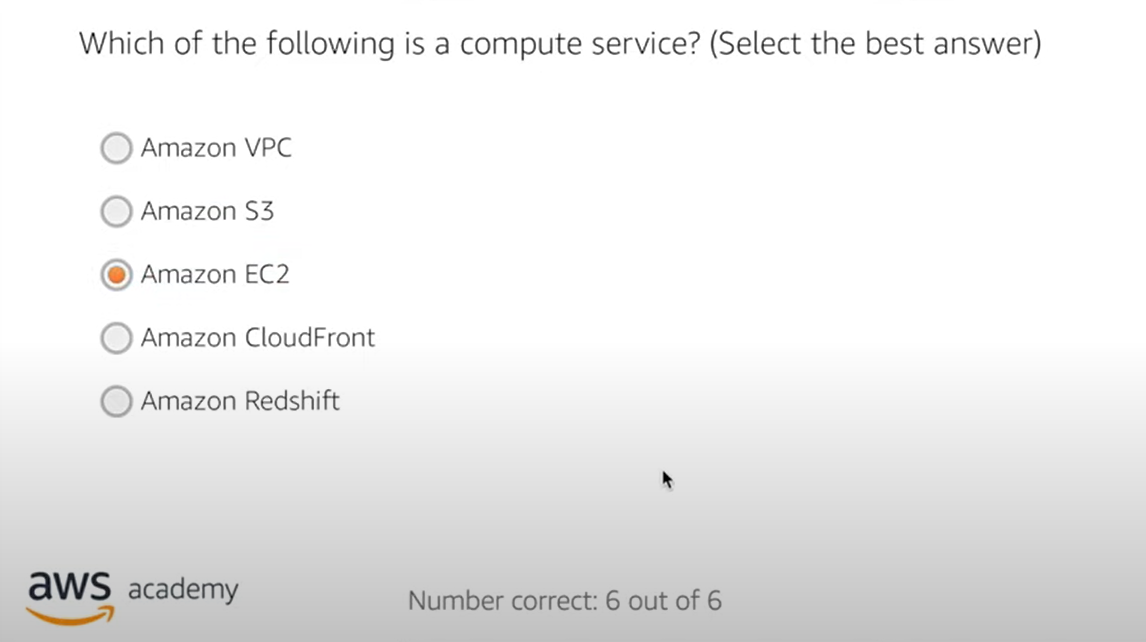 Which of the following is a compute service? (Select the best answer)
Amazon VPC
Amazon S3
Amazon EC2
Amazon CloudFront
Amazon Redshift
aws academy
Number correct: 6 out of 6